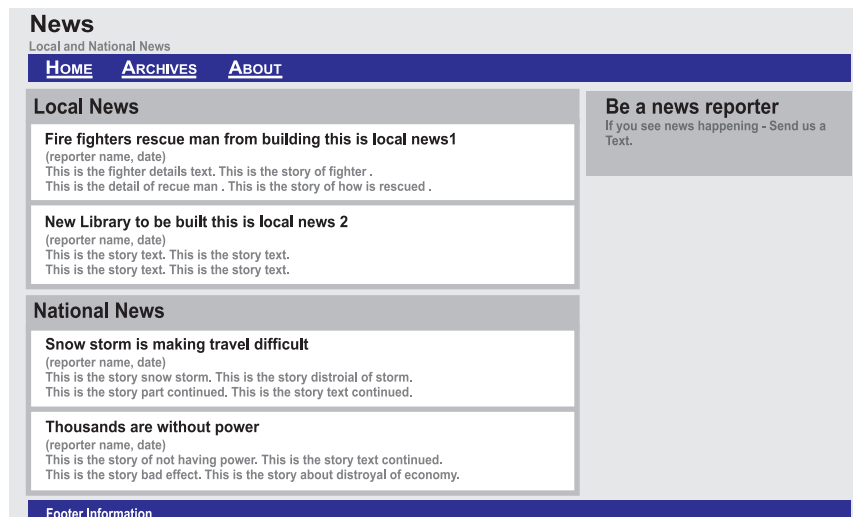 News
Local and National News
HOME ARCHIVES ABOUT
Local News
Fire fighters rescue man from building this is local news1
(reporter name, date)
This is the fighter details text. This is the story of fighter .
This is the detail of recue man . This is the story of how is rescued .
New Library to be built this is local news 2
(reporter name, date)
This is the story text. This is the story text.
This is the story text. This is the story text.
National News
Snow storm is making travel difficult
(reporter name, date)
This is the story snow storm. This is the story distroial of storm.
This is the story part continued. This is the story text continued.
Thousands are without power
(reporter name, date)
This is the story of not having power. This is the story text continued.
This is the story bad effect. This is the story about distroyal of economy.
Be a news reporter
If you see news happening - Send us a
Text.
Footer Information